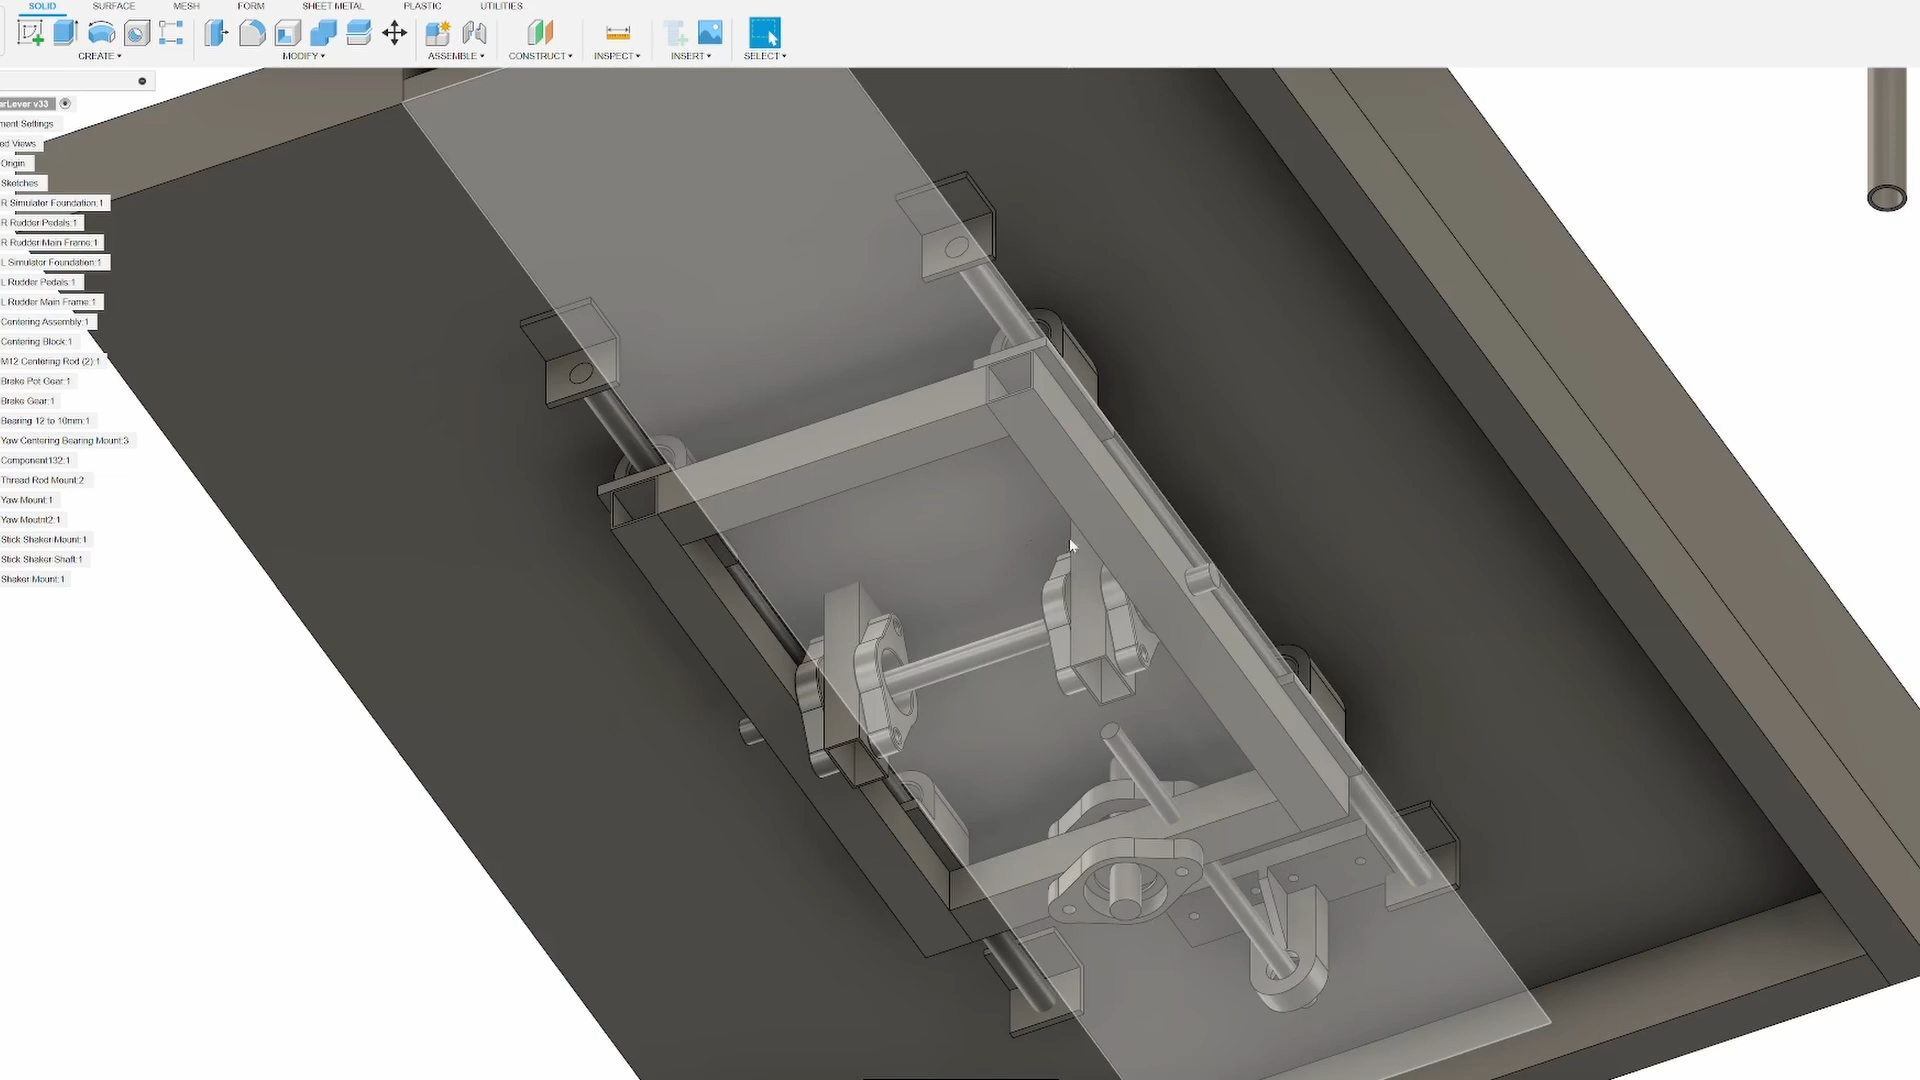 SOLID SURFACE MESH FORM SHEET METAL PLASTIC UTILITIES
CREATE MODIFY ASSEMBLE CONSTRUCT INSPECT INSERT SELECT
arLever v33
ment Settings
ed Views
Origin
Sketches
R Simulator Foundation:1
R Rudder Pedals:1
R Rudder Main Frame:1
L Simulator Foundation:1
L Rudder Pedals:1
L Rudder Main Frame:1
Centering Assembly:1
Centering Block:1
M12 Centering Rod (2):1
Brake Pot Gear:1
Brake Gear:1
Bearing 12 to 10mm:1
Yaw Centering Bearing Mount:3
Component132:1
Thread Rod Mount:2
Yaw Mount:1
Yaw Moutnt2:1
Stick Shaker Mount:1
Stick Shaker Shaft:1
Shaker Mount:1